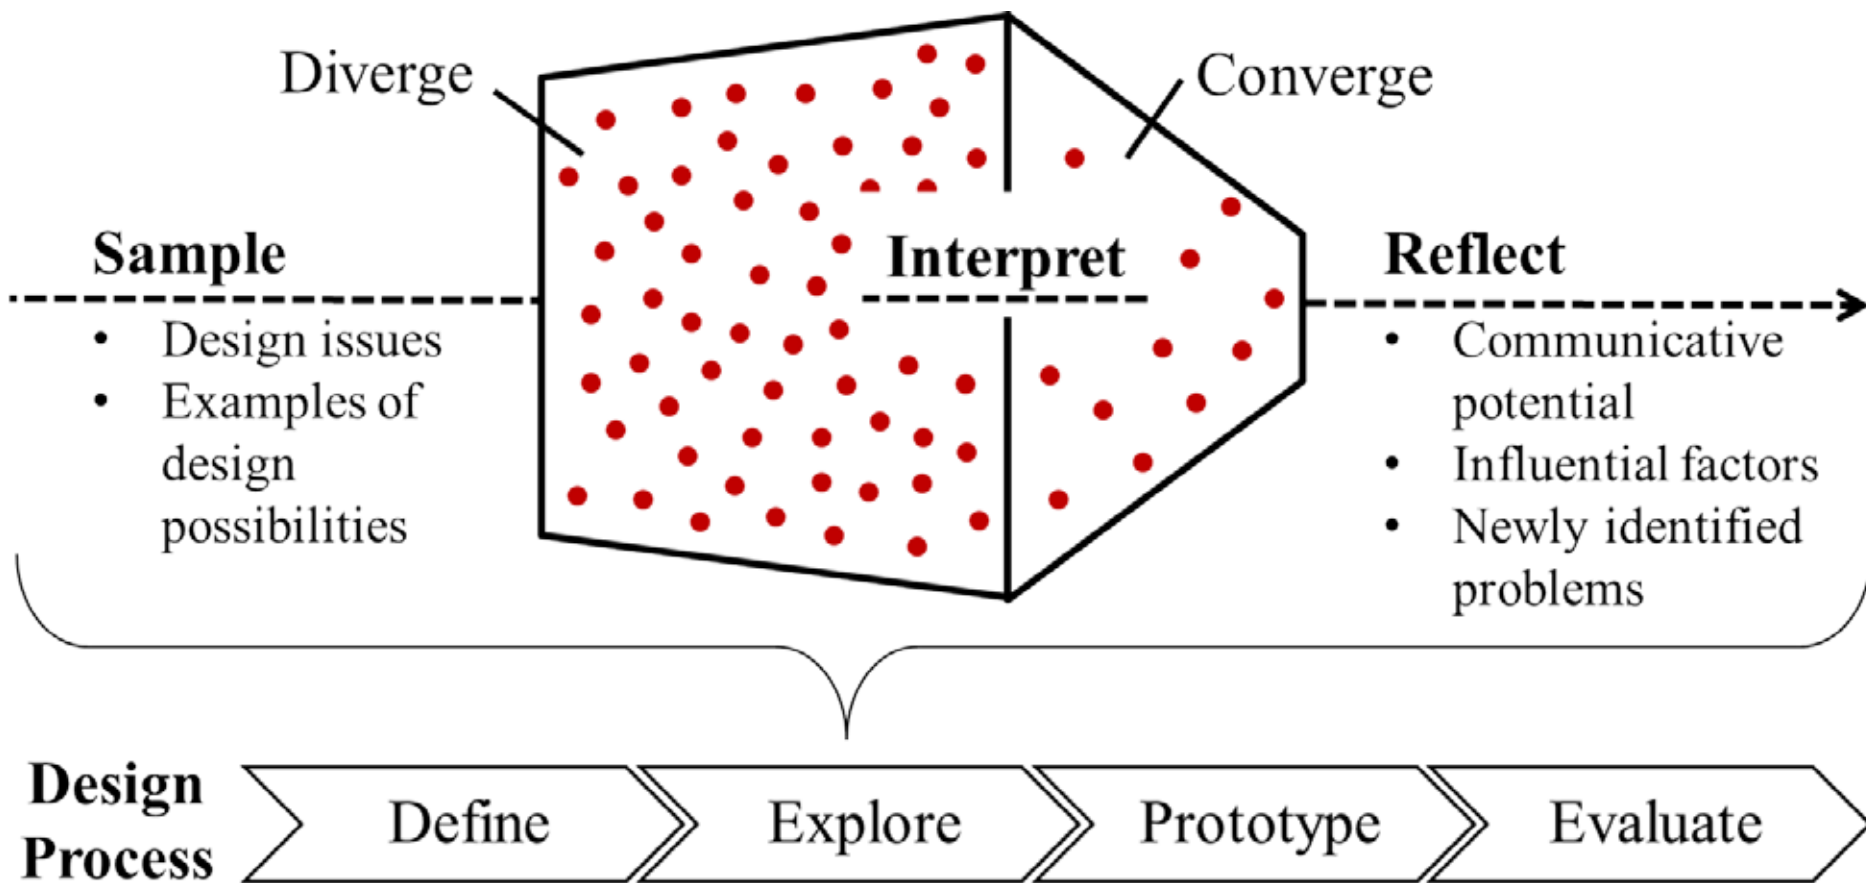 Diverge
Converge
Sample
• Design issues
• Examples of
design
possibilities
Interpret
Reflect
• Communicative
potential
• Influential factors
• Newly identified
problems
Design
Process
Define
Explore
Prototype
Evaluate